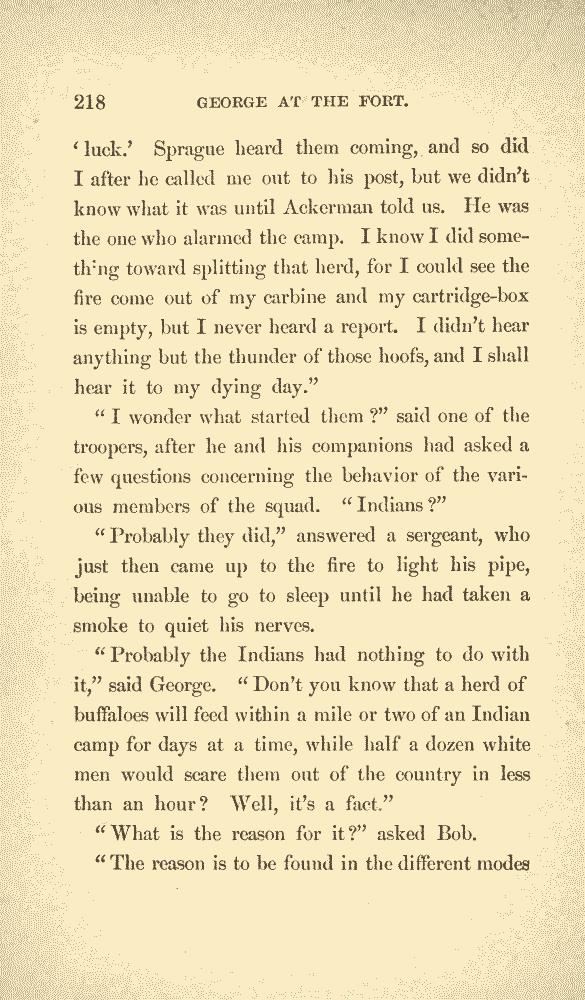 218 GEORGE AT THE FORT.
‘luck.’ Sprague heard them coming, and so did
I after he called me out to his post, but we didn’t
know what it was until Ackerman told us. He was
the one who alarmed the camp. I know I did some-
thing toward splitting that herd, for I could see the
fire come out of my carbine and my cartridge-box
is empty, but I never heard a report. I didn’t hear
anything but the thunder of those hoofs, and I shall
hear it to my dying day.”
“I wonder what started them?” said one of the
troopers, after he and his companions had asked a
few questions concerning the behavior of the vari-
ous members of the squad. “Indians?”
“Probably they did,” answered a sergeant, who
just then came up to the fire to light his pipe,
being unable to go to sleep until he had taken a
smoke to quiet his nerves.
“Probably the Indians had nothing to do with
it,” said George. “Don’t you know that a herd of
buffaloes will feed within a mile or two of an Indian
camp for days at a time, while half a dozen white
men would scare them out of the country in less
than an hour? Well, it’s a fact.”
“What is the reason for it?” asked Bob.
“The reason is to be found in the different modes